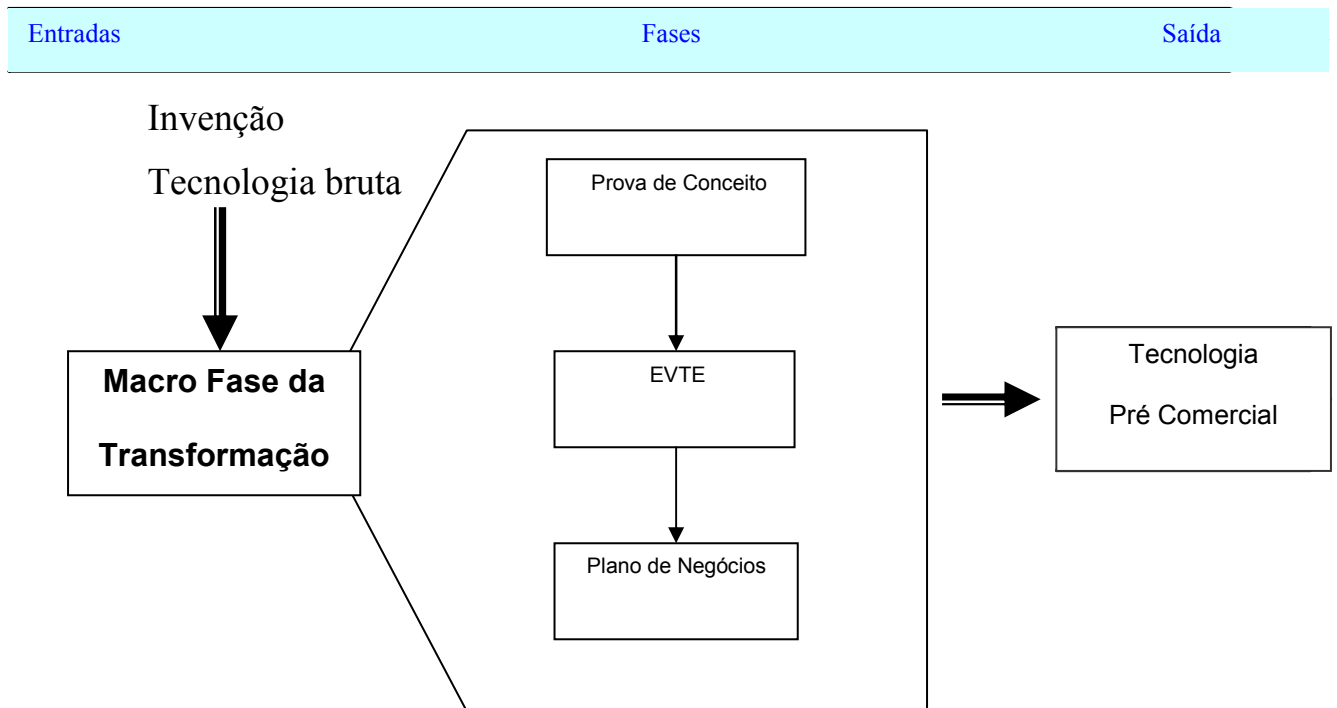 Entradas Fases Saída
Invenção
Tecnologia bruta
Macro Fase da
Transformação
Prova de Conceito
EVTE
Plano de Negócios
Tecnologia
Pré Comercial